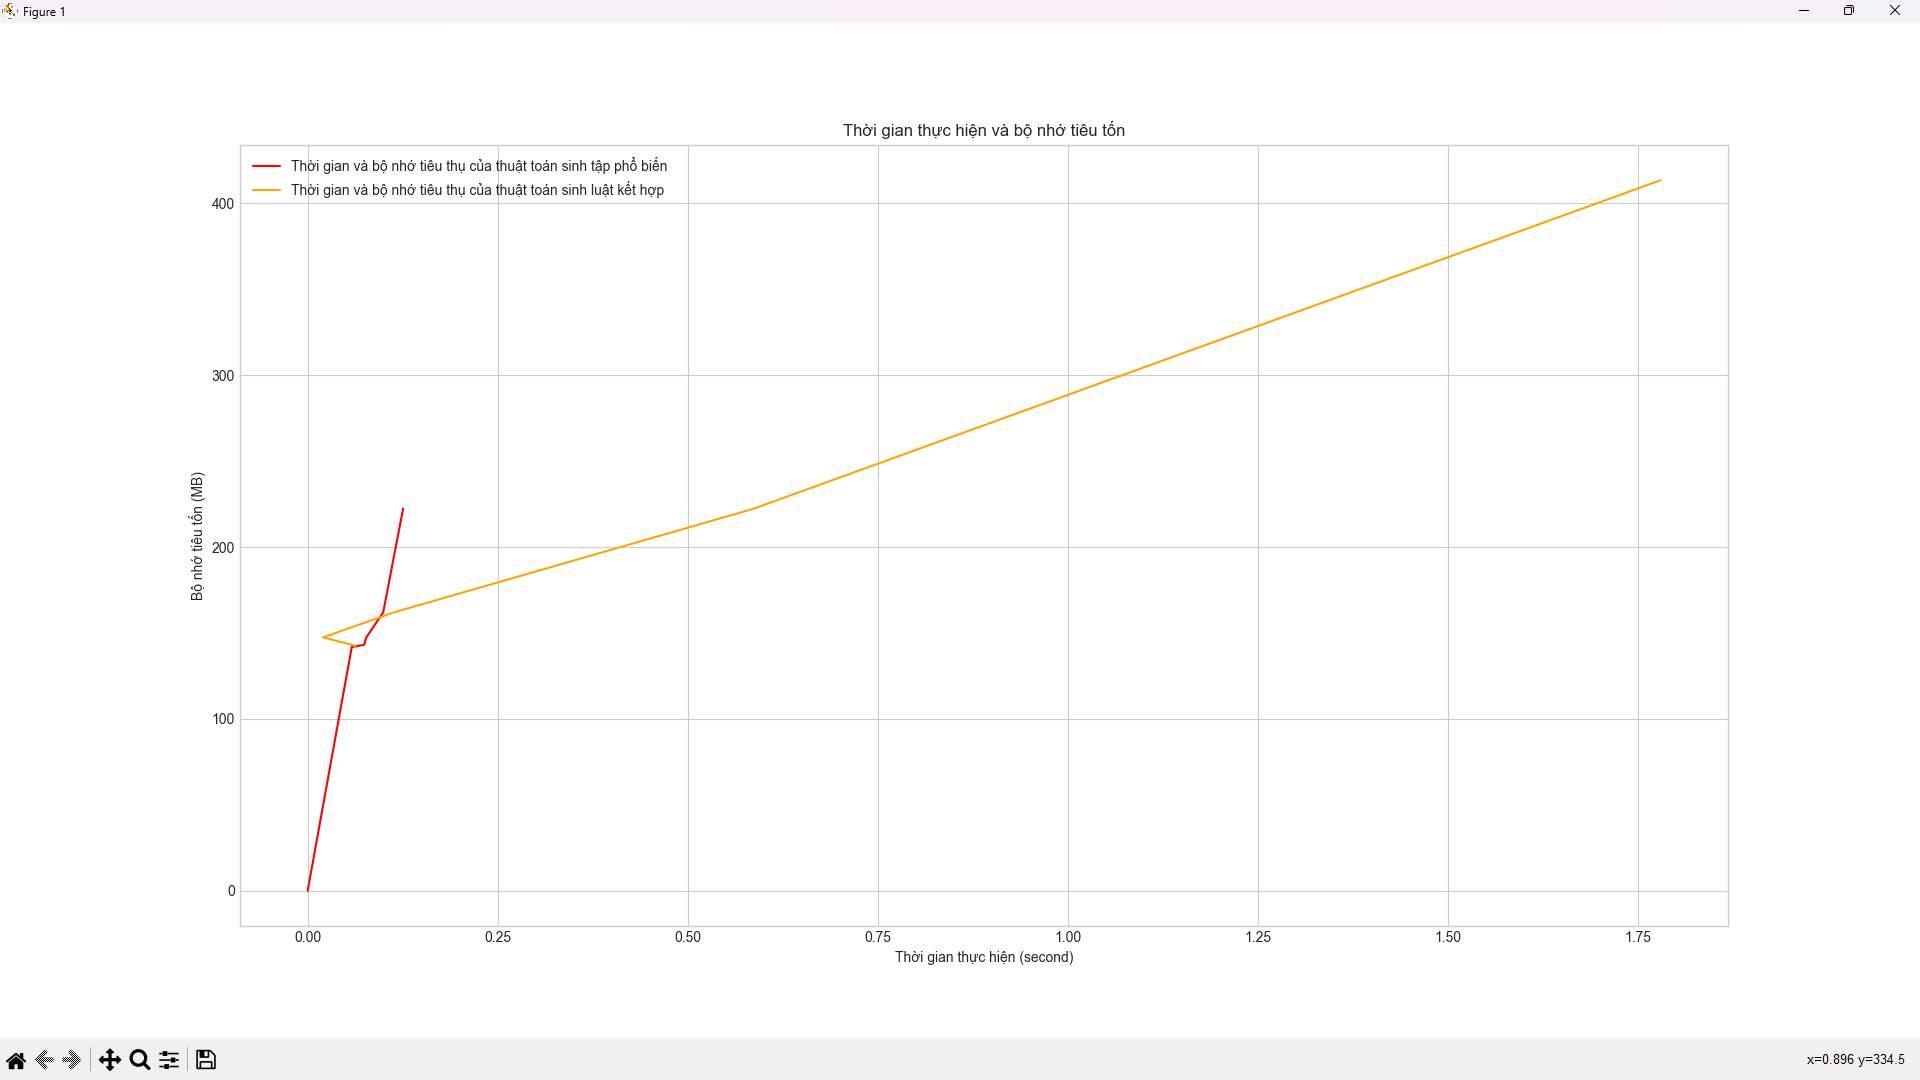 Figure 1
Thời gian thực hiện và bộ nhớ tiêu tốn
Thời gian và bộ nhớ tiêu thụ của thuật toán sinh tập phổ biến
Thời gian và bộ nhớ tiêu thụ của thuật toán sinh luật kết hợp
400
300
200
100
0
Bộ nhớ tiêu tốn (MB)
0.00 0.25 0.50 0.75 1.00 1.25 1.50 1.75
Thời gian thực hiện (second)
x=0.896 y=334.5